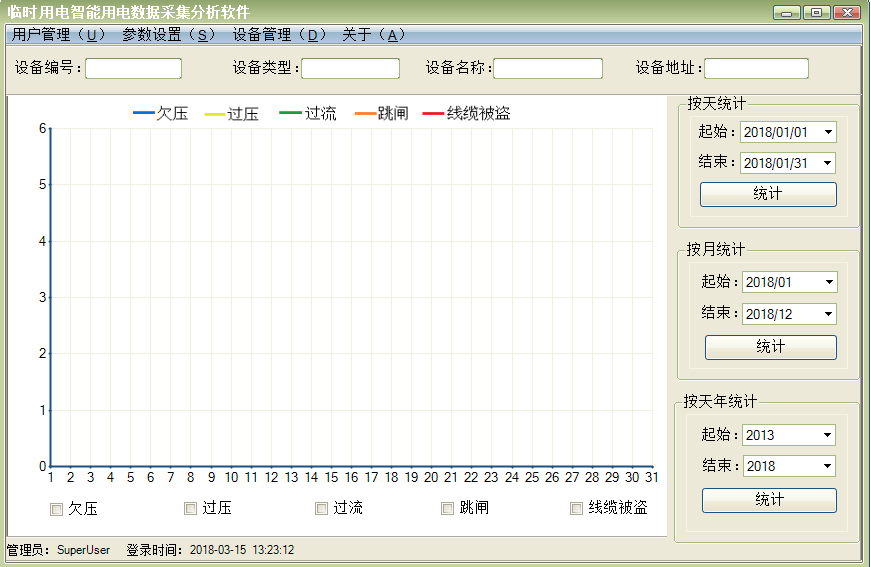 临时用电智能用电数据采集分析软件
用户管理（U） 参数设置（S） 设备管理（D） 关于（A）
设备编号： 设备类型： 设备名称： 设备地址：
欠压 过压 过流 跳闸 线缆被盗
6
5
4
3
2
1
0
1 2 3 4 5 6 7 8 9 10 11 12 13 14 15 16 17 18 19 20 21 22 23 24 25 26 27 28 29 30 31
欠压 过压 过流 跳闸 线缆被盗
按天统计
起始： 2018/01/01
结束： 2018/01/31
统计
按月统计
起始： 2018/01
结束： 2018/12
统计
按天年统计
起始： 2013
结束： 2018
统计
管理员： SuperUser 登录时间： 2018-03-15 13:23:12